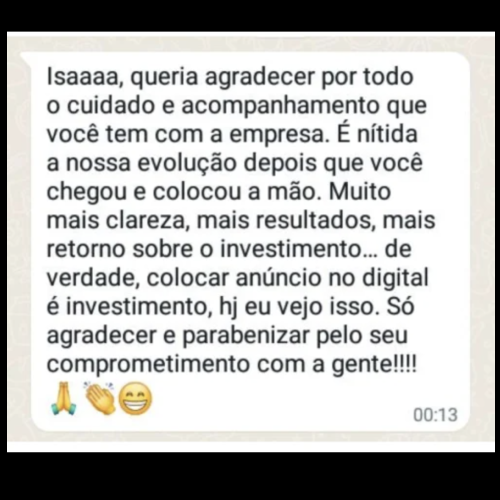 Isaaaa, queria agradecer por todo
o cuidado e acompanhamento que
você tem com a empresa. É nítida
a nossa evolução depois que você
chegou e colocou a mão. Muito
mais clareza, mais resultados, mais
retorno sobre o investimento... de
verdade, colocar anúncio no digital
é investimento, hj eu vejo isso. Só
agradecer e parabenizar pelo seu
comprometimento com a gente!!!!
🙏👏😁
00:13